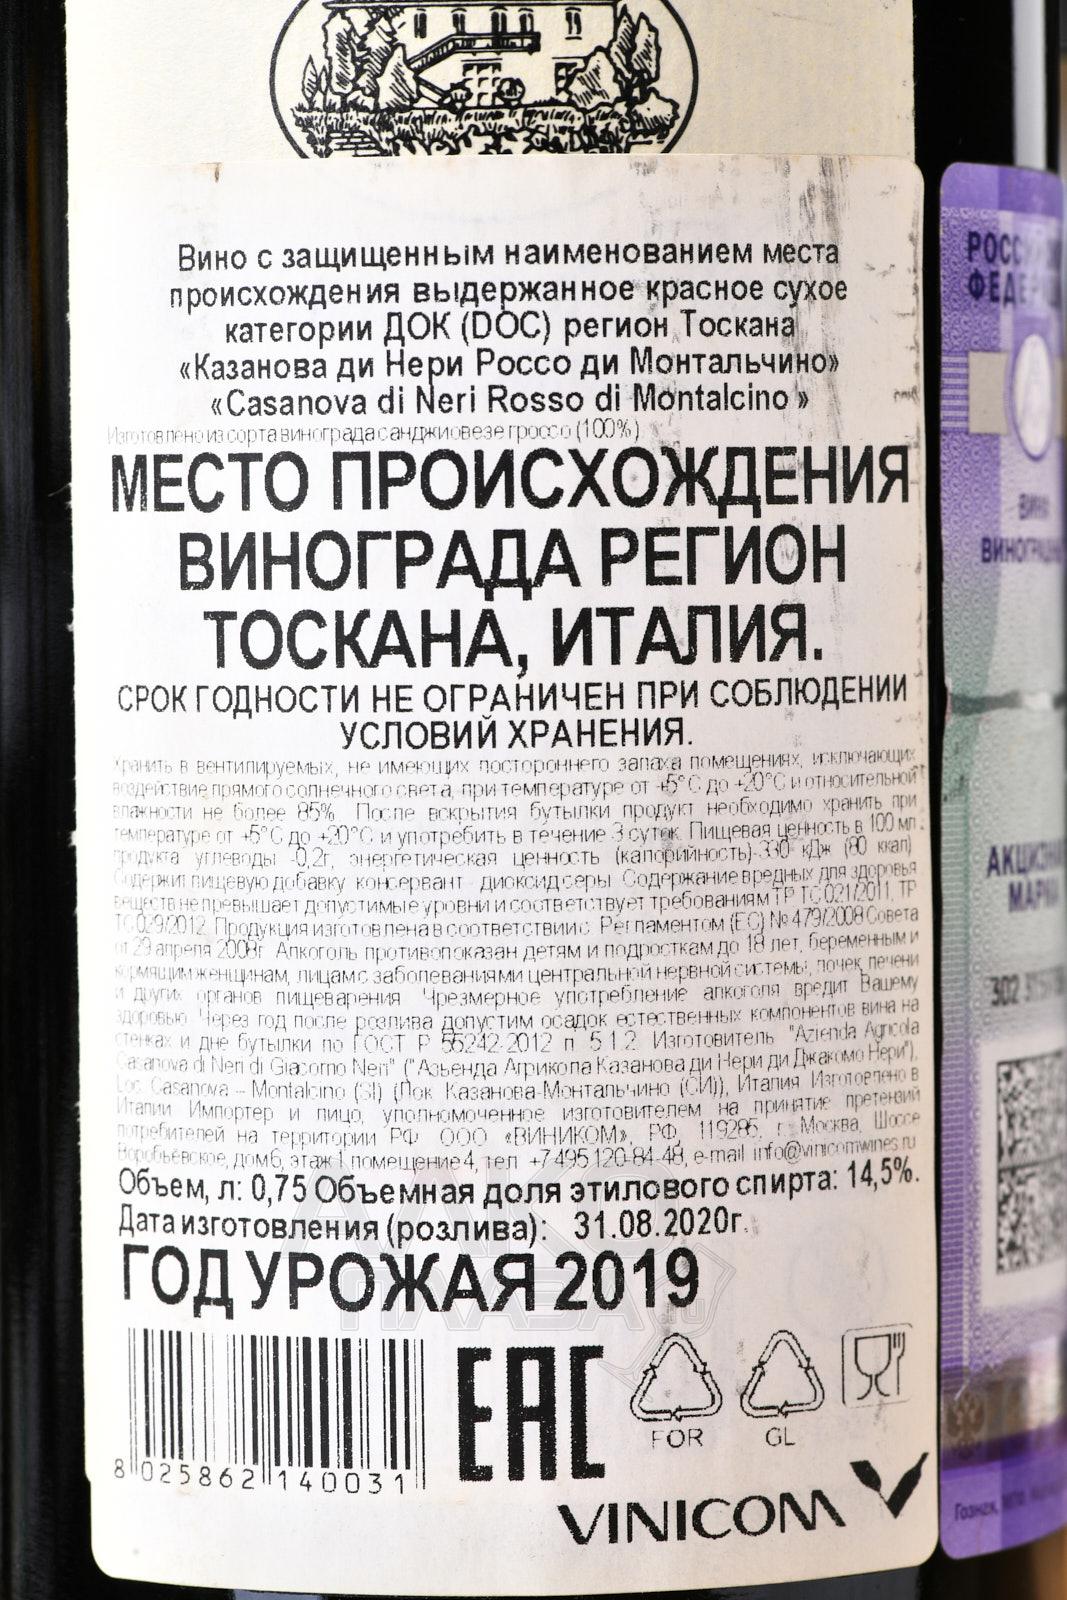 Вино с защищенным наименованием места
происхождения выдержанное красное сухое
категории ДОК (DOC) регион Тоскана
«Казанова ди Нери Россо ди Монтальчино»
«Casanova di Neri Rosso di Montalcino »
Изготовлено из сорта винограда санджиовезе гроссо (100%)
МЕСТО ПРОИСХОЖДЕНИЯ
ВИНОГРАДА РЕГИОН
ТОСКАНА, ИТАЛИЯ.
СРОК ГОДНОСТИ НЕ ОГРАНИЧЕН ПРИ СОБЛЮДЕНИИ
УСЛОВИЙ ХРАНЕНИЯ.
Хранить в вентилируемых, не имеющих постороннего запаха помещениях, исключающих
воздействие прямого солнечного света, при температуре от +5°С до +20°С и относительной
влажности не более 85%. После вскрытия бутылки продукт необходимо хранить при
температуре от +5°С до +20°С и употребить в течение 3 суток. Пищевая ценность в 100 мл
продукта углеводы -0,2г, энергетическая ценность (калорийность)-330 кДж (80 ккал)
Содержит пищевую добавку консервант диоксид серы Содержание вредных для здоровья
веществ не превышает допустимые уровни и соответствует требованиям ТР ТС 021/2011, ТР
ТС 029/2012. Продукция изготовлена в соответствии с Регламентом (ЕС) № 479/2008 Совета
от 29 апреля 2008г. Алкоголь противопоказан детям и подросткам до 18 лет, беременным и
кормящим женщинам, лицам с заболеваниями центральной нервной системы, почек, печени
и других органов пищеварения. Чрезмерное употребление алкоголя вредит Вашему
здоровью. Через год после розлива допустим осадок естественных компонентов вина на
стенках и дне бутылки по ГОСТ Р 55242-2012 п 5.1.2. Изготовитель "Azienda Agricola
Casanova di Neri di Giacomo Neri" ("Азьенда Агрикола Казанова ди Нери ди Джакомо Нери"),
Loc. Casanova – Montalcino (SI) (Лок Казанова-Монтальчино (СИ)), Италия Изготовлено в
Италии Импортер и лицо, уполномоченное изготовителем на принятие претензий
потребителей на территории РФ ООО «ВИНИКОМ», РФ, 119285, г. Москва, Шоссе
Воробьёвское, дом 6, этаж 1 помещение 4, тел +7 495 120-84-48, e-mail info@vinicomwines.ru
Объем, л: 0,75 Объемная доля этилового спирта: 14,5%.
Дата изготовления (розлива): 31.08.2020г.
ГОД УРОЖАЯ 2019
8 025862 140031
EAC
FOR
GL
VINICOM
ВИНО
302